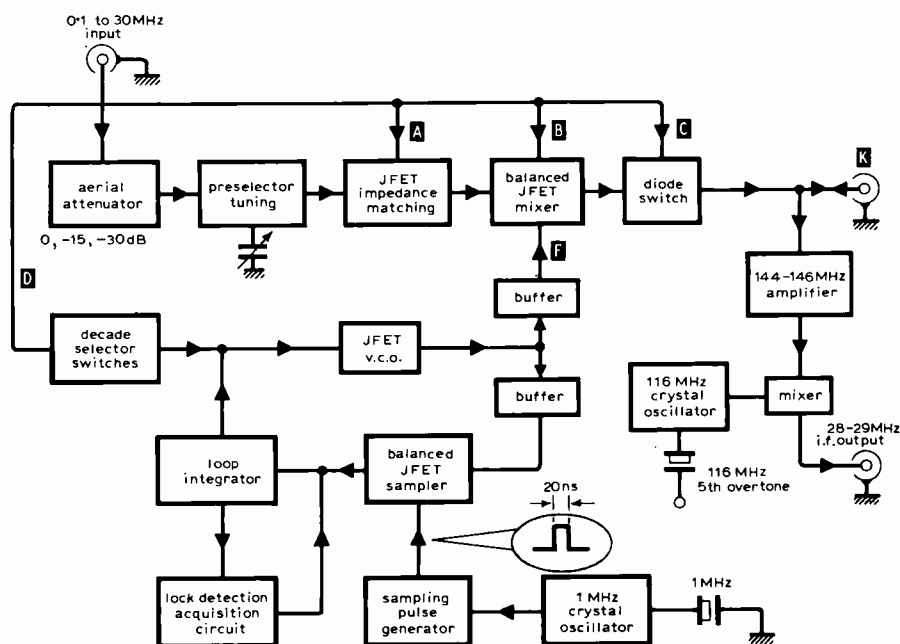 0·1 to 30MHz
input
A
B
C
K
aerial
attenuator
preselector
tuning
JFET
impedance
matching
balanced
JFET
mixer
diode
switch
0, -15, -30dB
D
F
144-146MHz
amplifier
buffer
decade
selector
switches
JFET
v.c.o.
buffer
116 MHz
crystal
oscillator
mixer
28-29MHz
i.f. output
loop
integrator
balanced
JFET
sampler
20ns
116 MHz
5th overtone
lock detection
acquisition
circuit
sampling
pulse
generator
1 MHz
crystal
oscillator
1 MHz